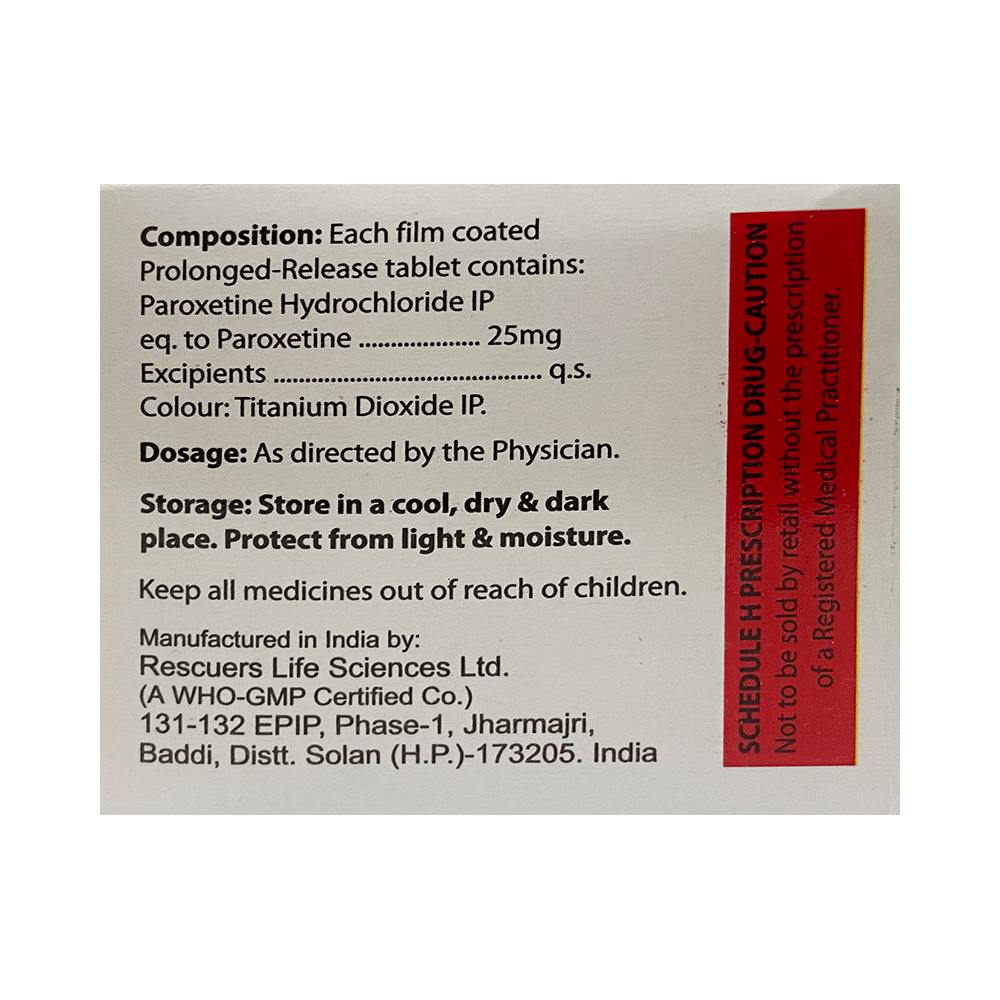 Composition: Each film coated
Prolonged-Release tablet contains:
Paroxetine Hydrochloride IP
eq. to Paroxetine ................... 25mg
Excipients .......................................... q.s.
Colour: Titanium Dioxide IP.
Dosage: As directed by the Physician.
Storage: Store in a cool, dry & dark
place. Protect from light & moisture.
Keep all medicines out of reach of children.
Manufactured in India by:
Rescuers Life Sciences Ltd.
(A WHO-GMP Certified Co.)
131-132 EPIP, Phase-1, Jharmajri,
Baddi, Distt. Solan (H.P.)-173205. India
SCHEDULE H PRESCRIPTION DRUG-CAUTION
Not to be sold by retail without the prescription
of a Registered Medical Practitioner.